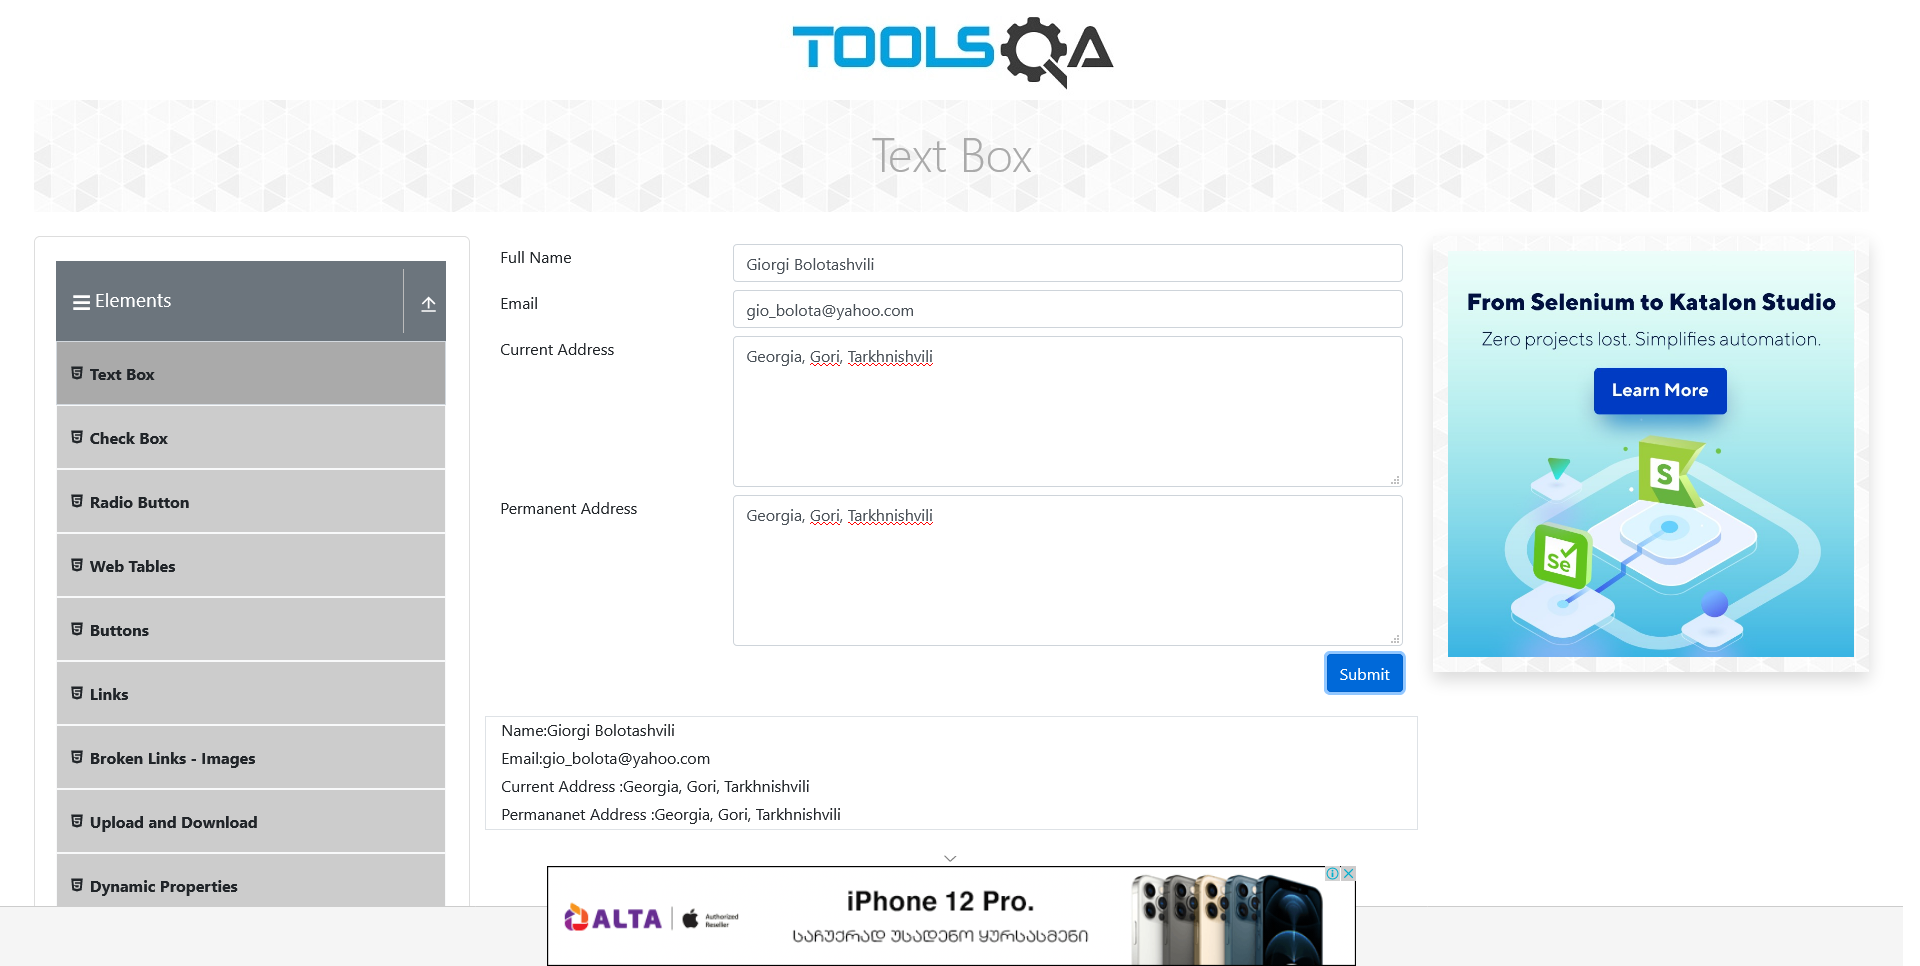 TOOLSQA
Text Box
Elements
Text Box
Check Box
Radio Button
Web Tables
Buttons
Links
Broken Links - Images
Upload and Download
Dynamic Properties
Full Name
Giorgi Bolotashvili
Email
gio_bolota@yahoo.com
Current Address
Georgia, Gori, Tarkhnishvili
Permanent Address
Georgia, Gori, Tarkhnishvili
Submit
Name:Giorgi Bolotashvili
Email:gio_bolota@yahoo.com
Current Address :Georgia, Gori, Tarkhnishvili
Permananet Address :Georgia, Gori, Tarkhnishvili
From Selenium to Katalon Studio
Zero projects lost. Simplifies automation.
Learn More
S
Se
ALTA
Authorized
Reseller
iPhone 12 Pro.
საჩუქრად უსადენო ყურსასმენი